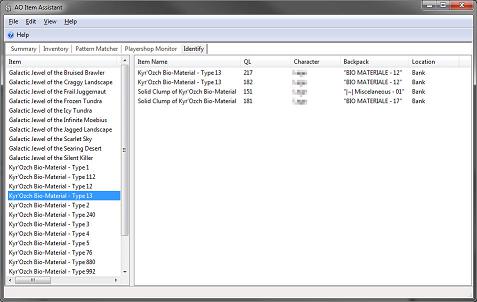 AO Item Assistant
File Edit View Help
Help
Summary Inventory Pattern Matcher Playershop Monitor Identify
Item
Galactic Jewel of the Bruised Brawler
Galactic Jewel of the Craggy Landscape
Galactic Jewel of the Frail Juggernaut
Galactic Jewel of the Frozen Tundra
Galactic Jewel of the Icy Tundra
Galactic Jewel of the Infinite Moebius
Galactic Jewel of the Jagged Landscape
Galactic Jewel of the Scarlet Sky
Galactic Jewel of the Searing Desert
Galactic Jewel of the Silent Killer
Kyr'Ozch Bio-Material - Type 1
Kyr'Ozch Bio-Material - Type 112
Kyr'Ozch Bio-Material - Type 12
Kyr'Ozch Bio-Material - Type 13
Kyr'Ozch Bio-Material - Type 2
Kyr'Ozch Bio-Material - Type 240
Kyr'Ozch Bio-Material - Type 3
Kyr'Ozch Bio-Material - Type 4
Kyr'Ozch Bio-Material - Type 5
Kyr'Ozch Bio-Material - Type 76
Kyr'Ozch Bio-Material - Type 880
Kyr'Ozch Bio-Material - Type 992
Item Name QL Character Backpack Location
Kyr'Ozch Bio-Material - Type 13 217 "BIO MATERIALE - 12" Bank
Kyr'Ozch Bio-Material - Type 13 182 "BIO MATERIALE - 12" Bank
Solid Clump of Kyr'Ozch Bio-Material 151 "|--| Miscelaneous - 01" Bank
Solid Clump of Kyr'Ozch Bio-Material 181 "BIO MATERIALE - 17" Bank